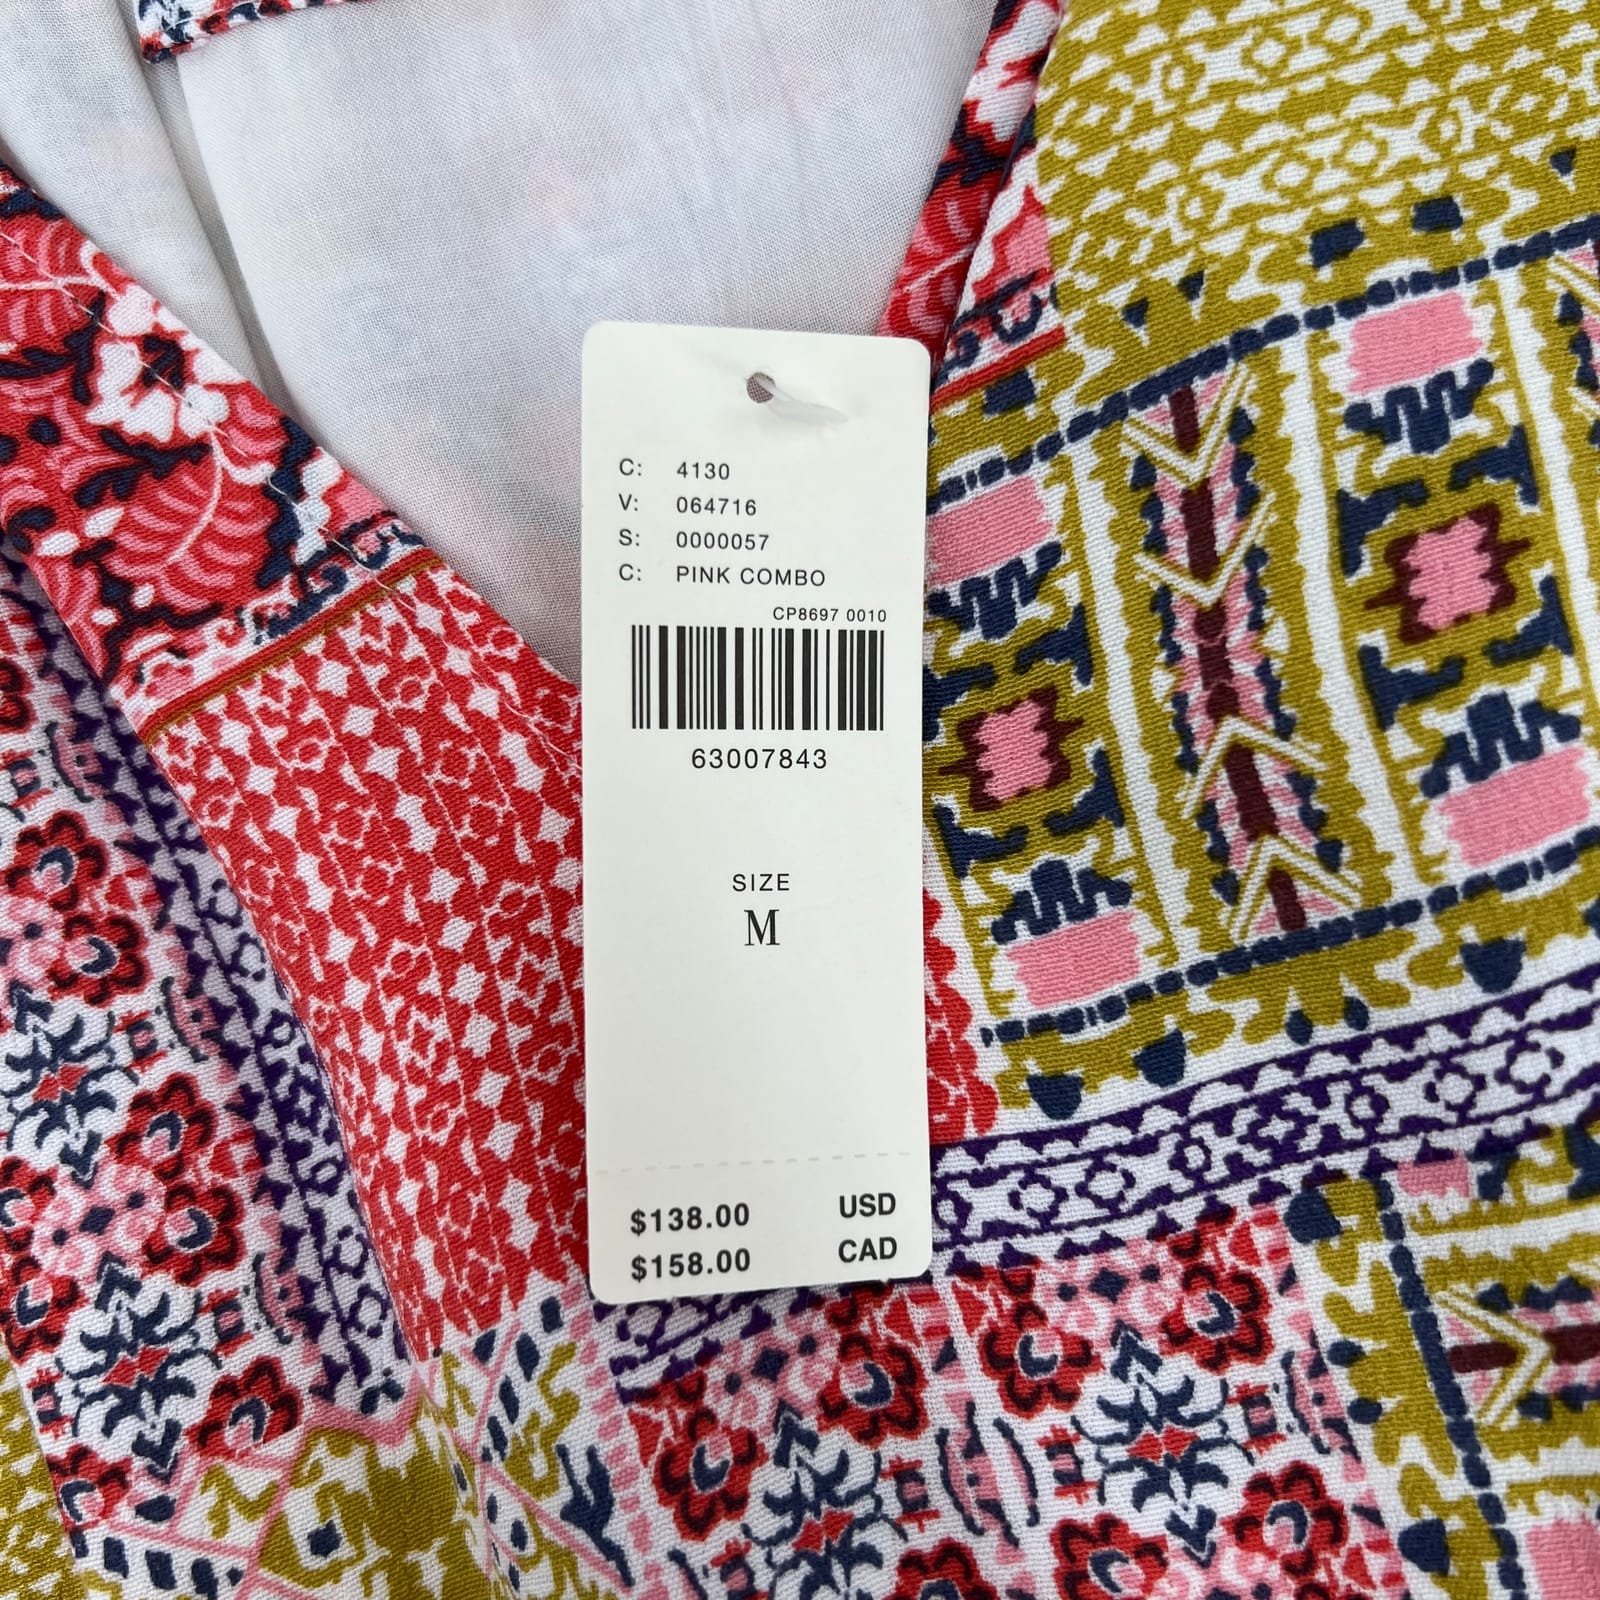 C: 4130
V: 064716
S: 0000057
C: PINK COMBO
CP8697 0010
63007843
SIZE
M
$138.00 USD
$158.00 CAD